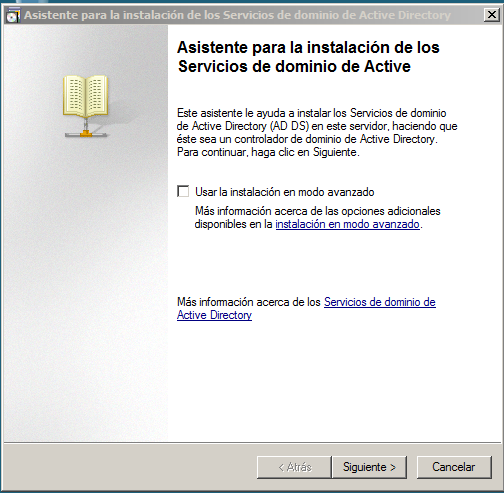 Asistente para la instalación de los Servicios de dominio de Active Directory
Asistente para la instalación de los
Servicios de dominio de Active
Este asistente le ayuda a instalar los Servicios de dominio
de Active Directory (AD DS) en este servidor, haciendo que
éste sea un controlador de dominio de Active Directory.
Para continuar, haga clic en Siguiente.
Usar la instalación en modo avanzado
Más información acerca de las opciones adicionales
disponibles en la instalación en modo avanzado.
Más información acerca de los Servicios de dominio de
Active Directory
< Atrás Siguiente > Cancelar